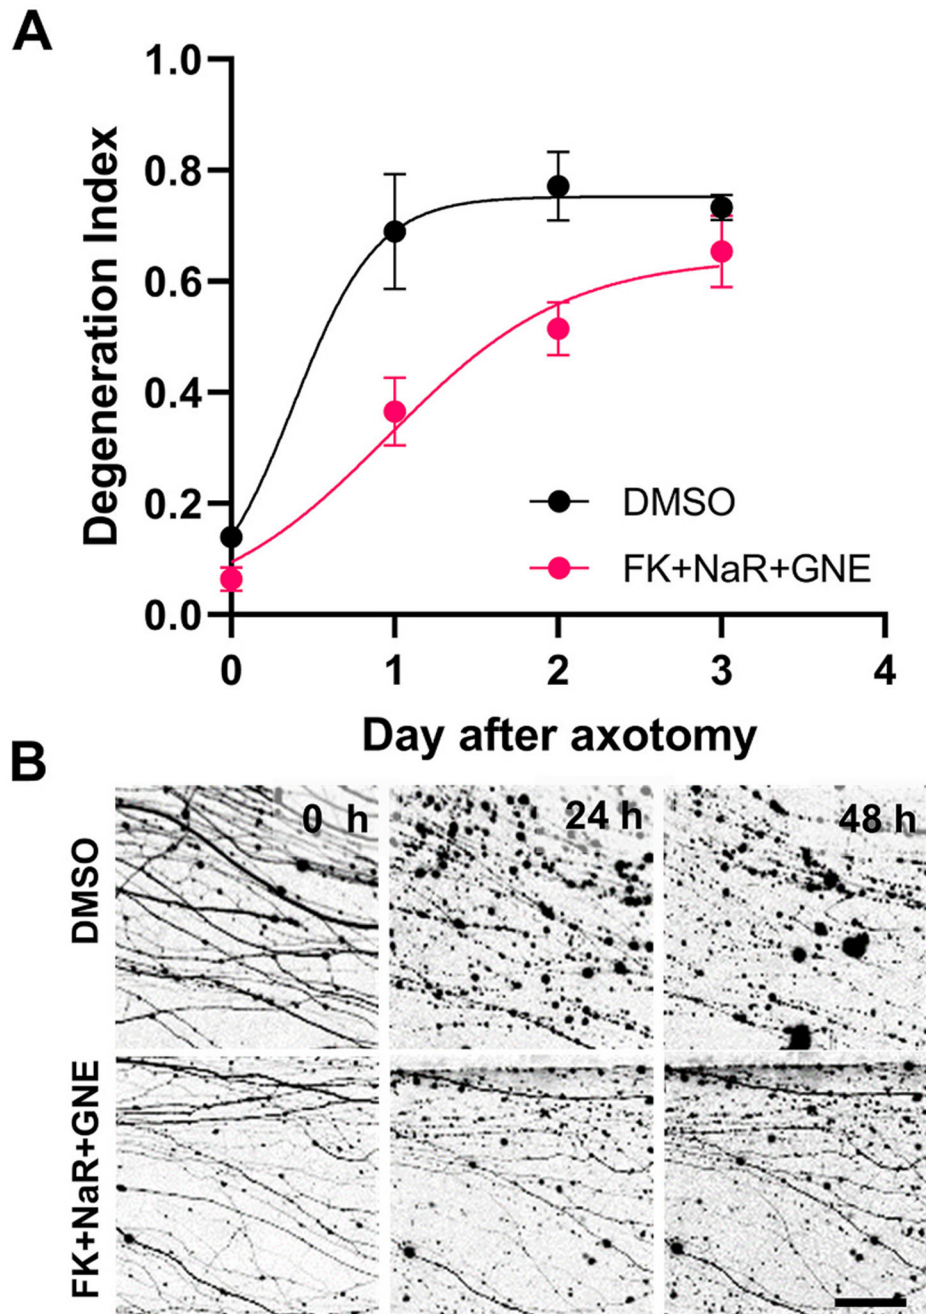 A
1.0
0.8
0.6
0.4
0.2
0.0
Degeneration Index
DMSO
FK+NaR+GNE
0 1 2 3 4
Day after axotomy
B
0 h 24 h 48 h
DMSO
FK+NaR+GNE